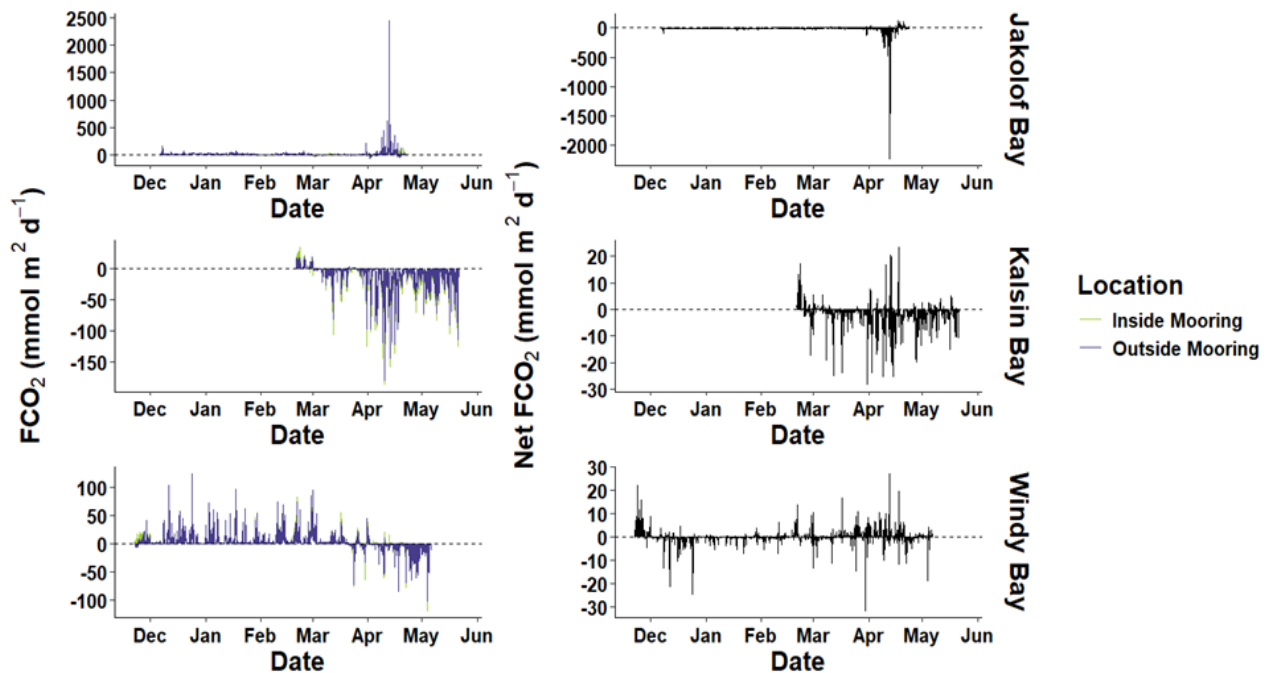 2500
2000
1500
1000
500
0
Dec Jan Feb Mar Apr May Jun
Date
0
-500
-1000
-1500
-2000
Dec Jan Feb Mar Apr May Jun
Date
Jakolof Bay
FCO₂ (mmol m² d⁻¹)
0
-50
-100
-150
Dec Jan Feb Mar Apr May Jun
Date
Net FCO₂ (mmol m² d⁻¹)
20
10
0
-10
-20
-30
Dec Jan Feb Mar Apr May Jun
Date
Kalsin Bay
Location
Inside Mooring
Outside Mooring
100
50
0
-50
-100
Dec Jan Feb Mar Apr May Jun
Date
30
20
10
0
-10
-20
-30
Dec Jan Feb Mar Apr May Jun
Date
Windy Bay